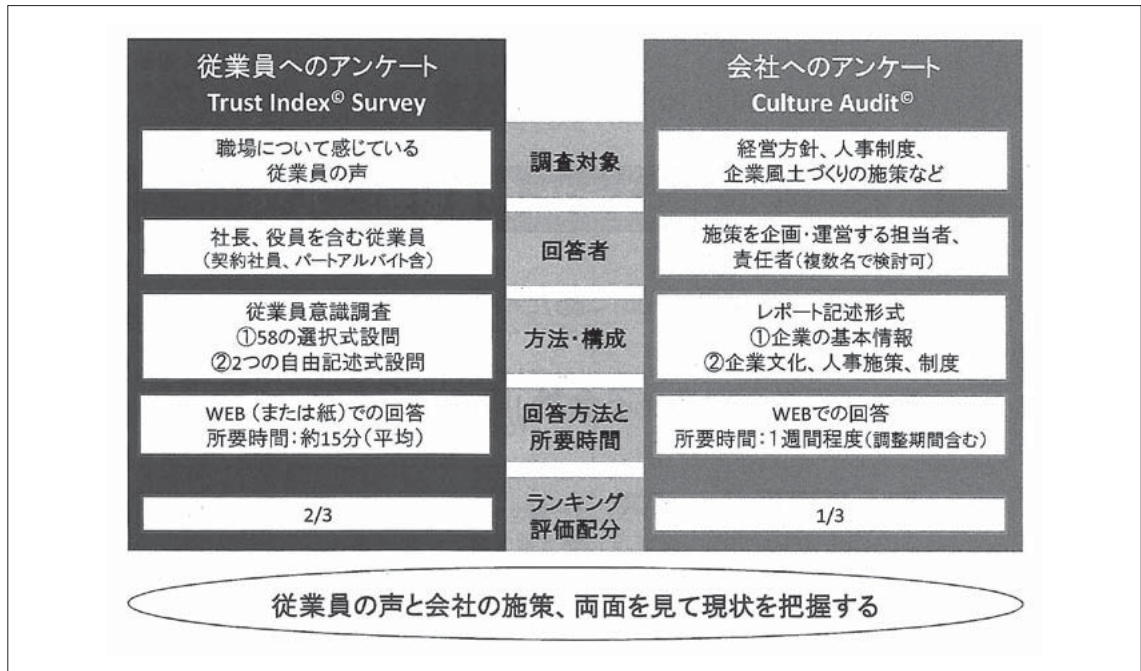 従業員へのアンケート
Trust Index© Survey
会社へのアンケート
Culture Audit©
職場について感じている
従業員の声
調査対象
経営方針、人事制度、
企業風土づくりの施策など
社長、役員を含む従業員
(契約社員、パートアルバイト含)
回答者
施策を企画・運営する担当者、
責任者(複数名で検討可)
従業員意識調査
①58の選択式設問
②2つの自由記述式設問
方法・構成
レポート記述形式
①企業の基本情報
②企業文化、人事施策、制度
WEB (または紙)での回答
所要時間:約15分(平均)
回答方法と
所要時間
WEBでの回答
所要時間:1週間程度(調整期間含む)
2/3
ランキング
評価配分
1/3
従業員の声と会社の施策、両面を見て現状を把握する